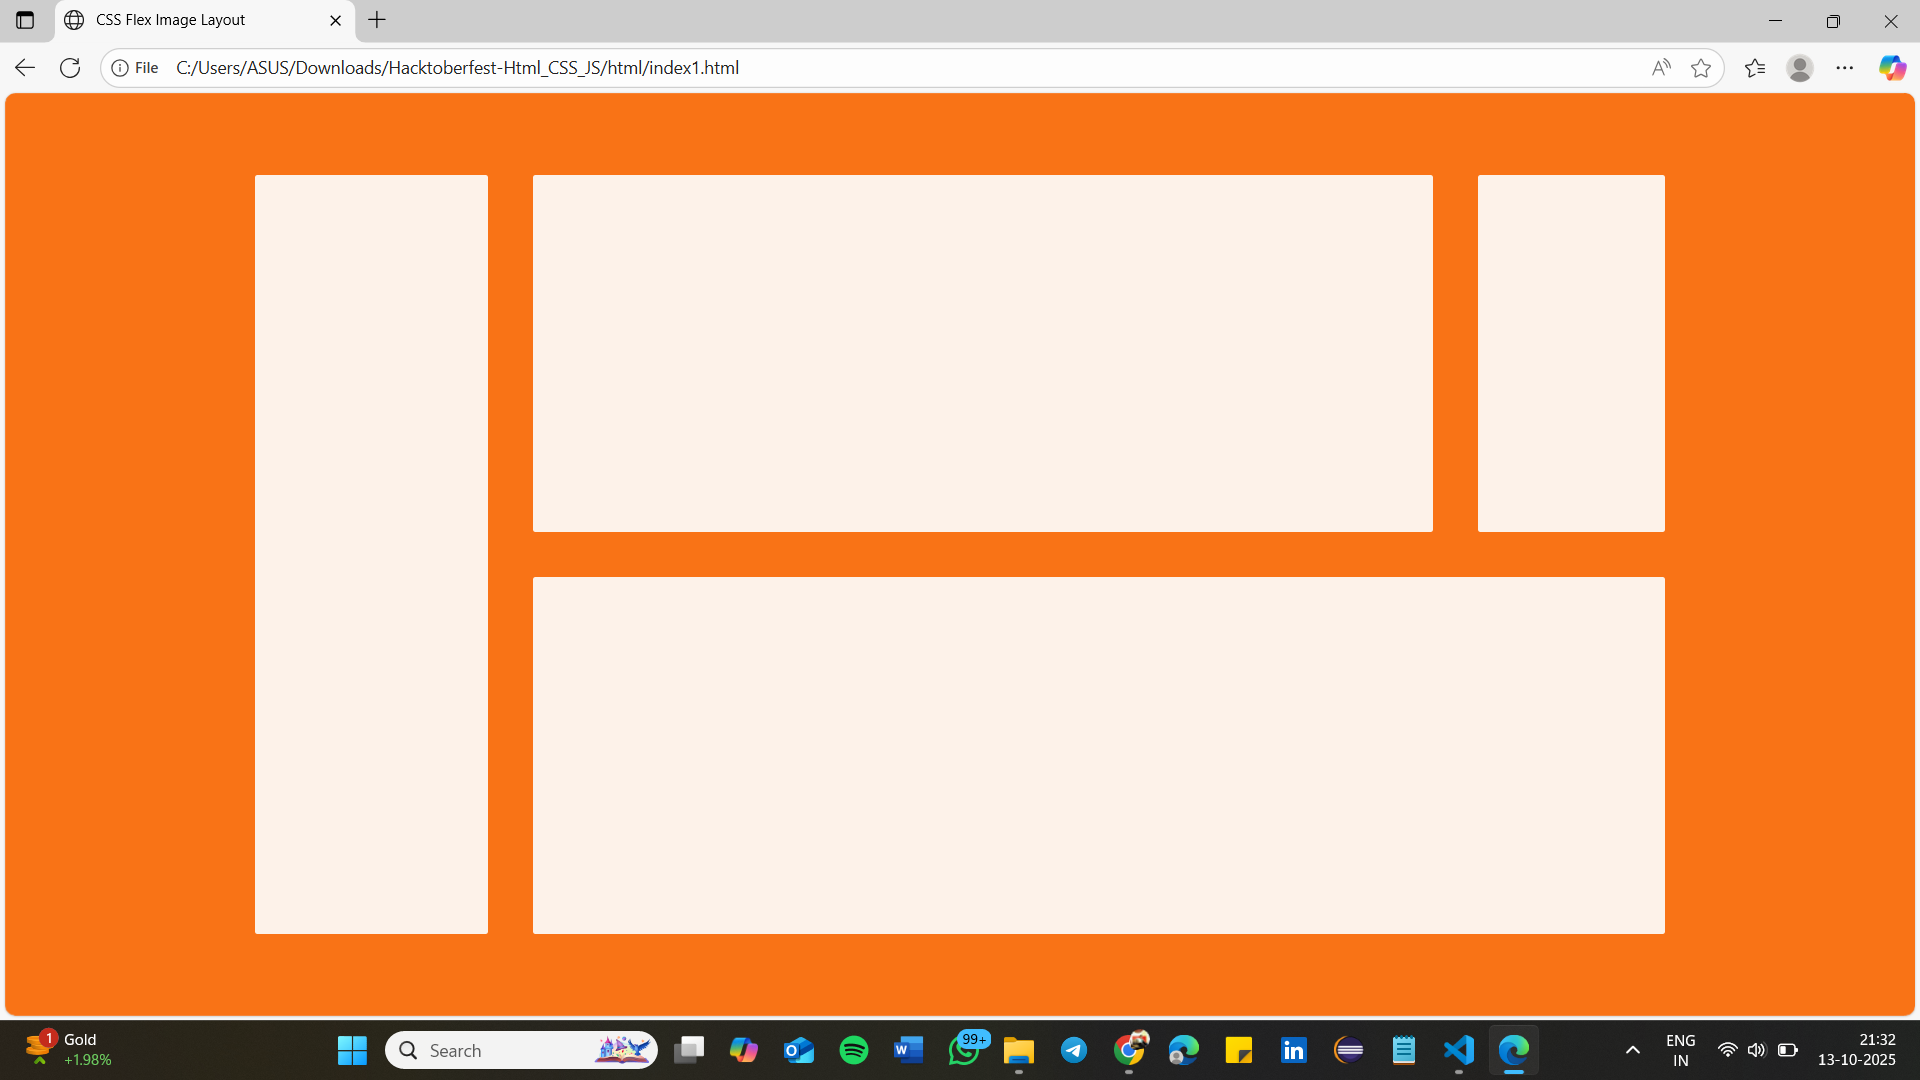 CSS Flex Image Layout
File C:/Users/ASUS/Downloads/Hacktoberfest-Html_CSS_JS/html/index1.html
1 Gold
+1.98%
Search
99+
ENG
IN
21:32
13-10-2025